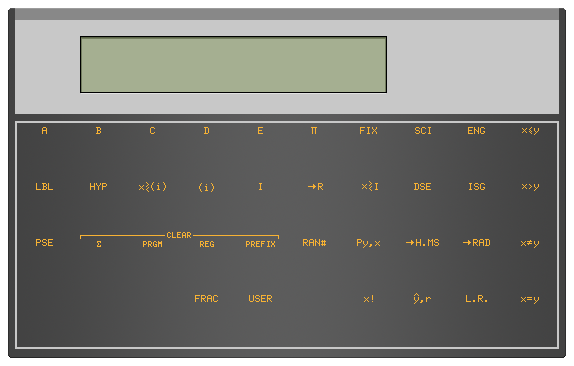 A B C D E π FIX SCI ENG x≤y
LBL HYP x≷(i) (i) I →R x≷I DSE ISG x>y
CLEAR
PSE Σ PRGM REG PREFIX RAN# Py,x →H.MS →RAD x≠y
FRAC USER x! ŷ,r L.R. x=y